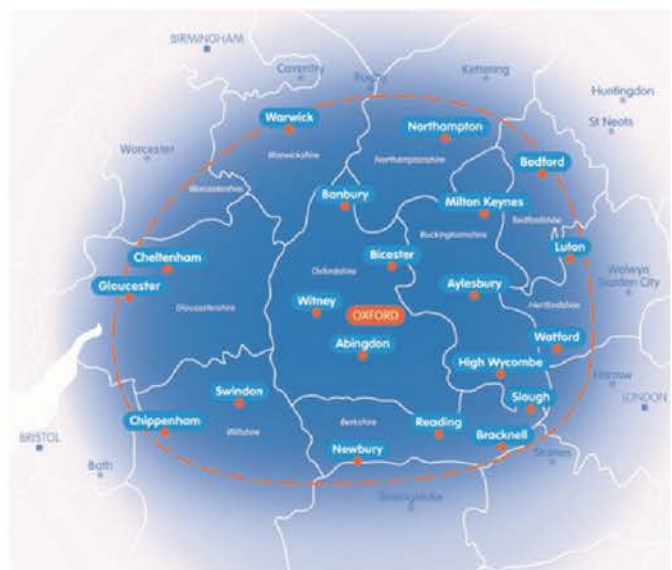 BIRMINGHAM
Coventry
Rugby
Kettering
Huntingdon
St Neots
Warwick
Northampton
Worcester
Warwickshire
Northamptonshire
Bedford
Worcestershire
Banbury
Milton Keynes
Bedfordshire
Buckinghamshire
Cheltenham
Bicester
Luton
Oxfordshire
Welwyn
Garden City
Gloucester
Aylesbury
Gloucestershire
Witney
OXFORD
Hertfordshire
Abingdon
Watford
High Wycombe
Harrow
Swindon
Slough
LONDON
Chippenham
Wiltshire
Berkshire
Reading
BRISTOL
Newbury
Bracknell
Staines
Bath
Basingstoke